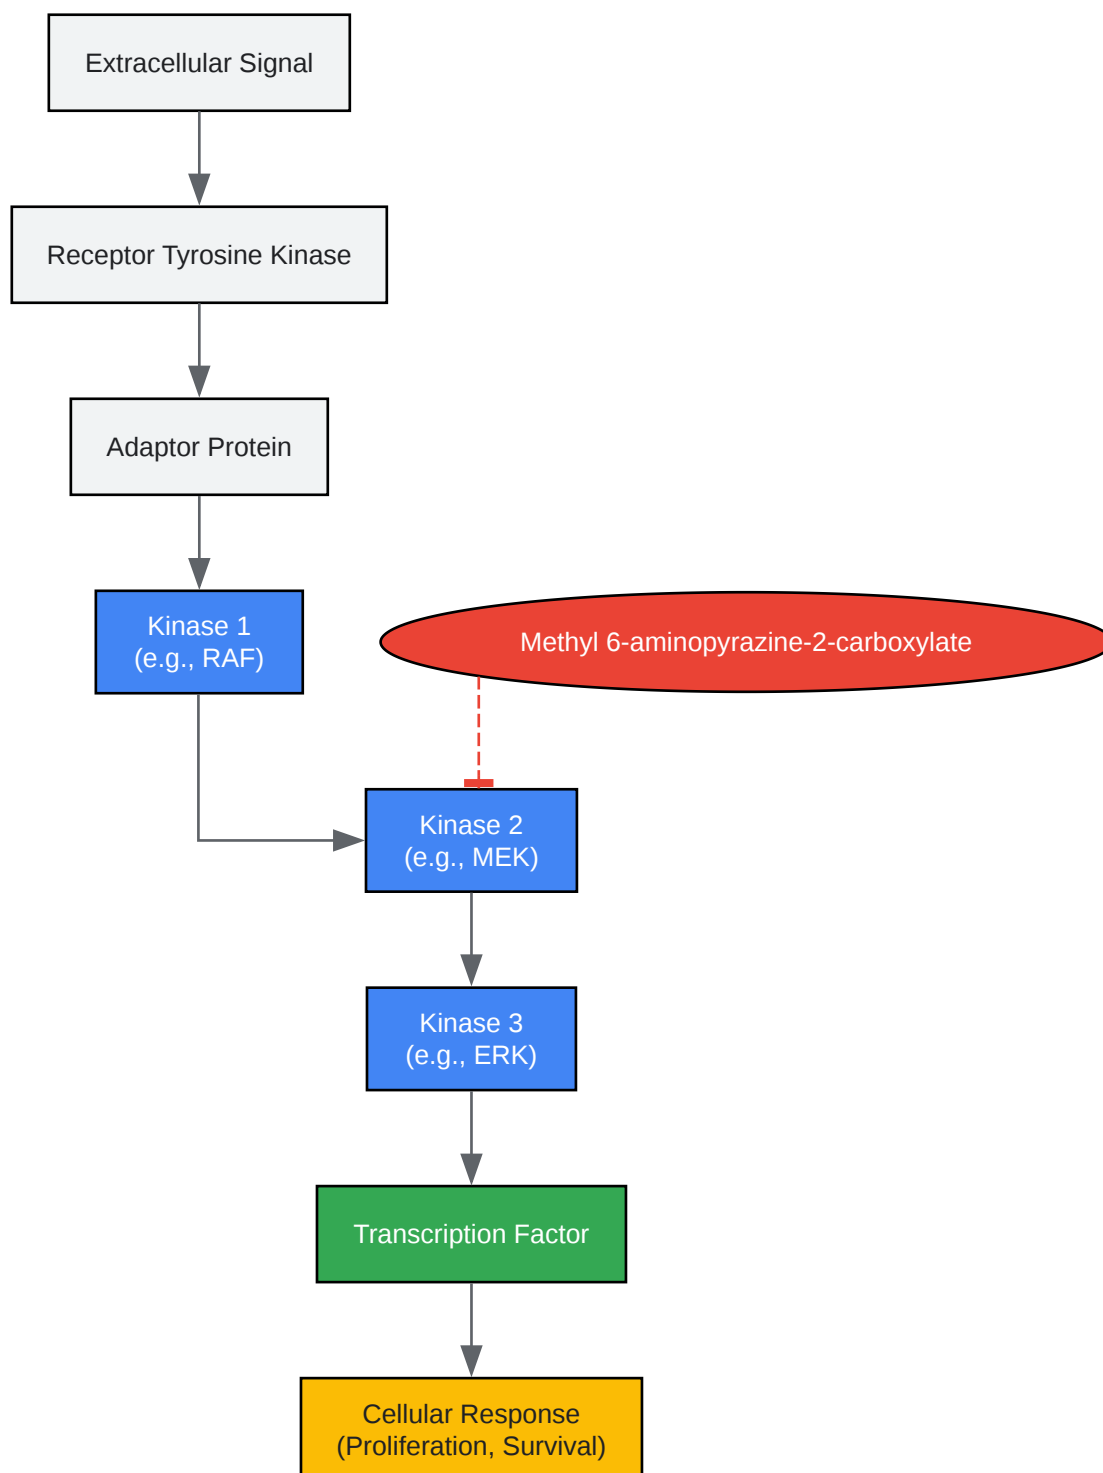 Extracellular Signal
Receptor Tyrosine Kinase
Adaptor Protein
Kinase 1
(e.g., RAF)
Methyl 6-aminopyrazine-2-carboxylate
Kinase 2
(e.g., MEK)
Kinase 3
(e.g., ERK)
Transcription Factor
Cellular Response
(Proliferation, Survival)